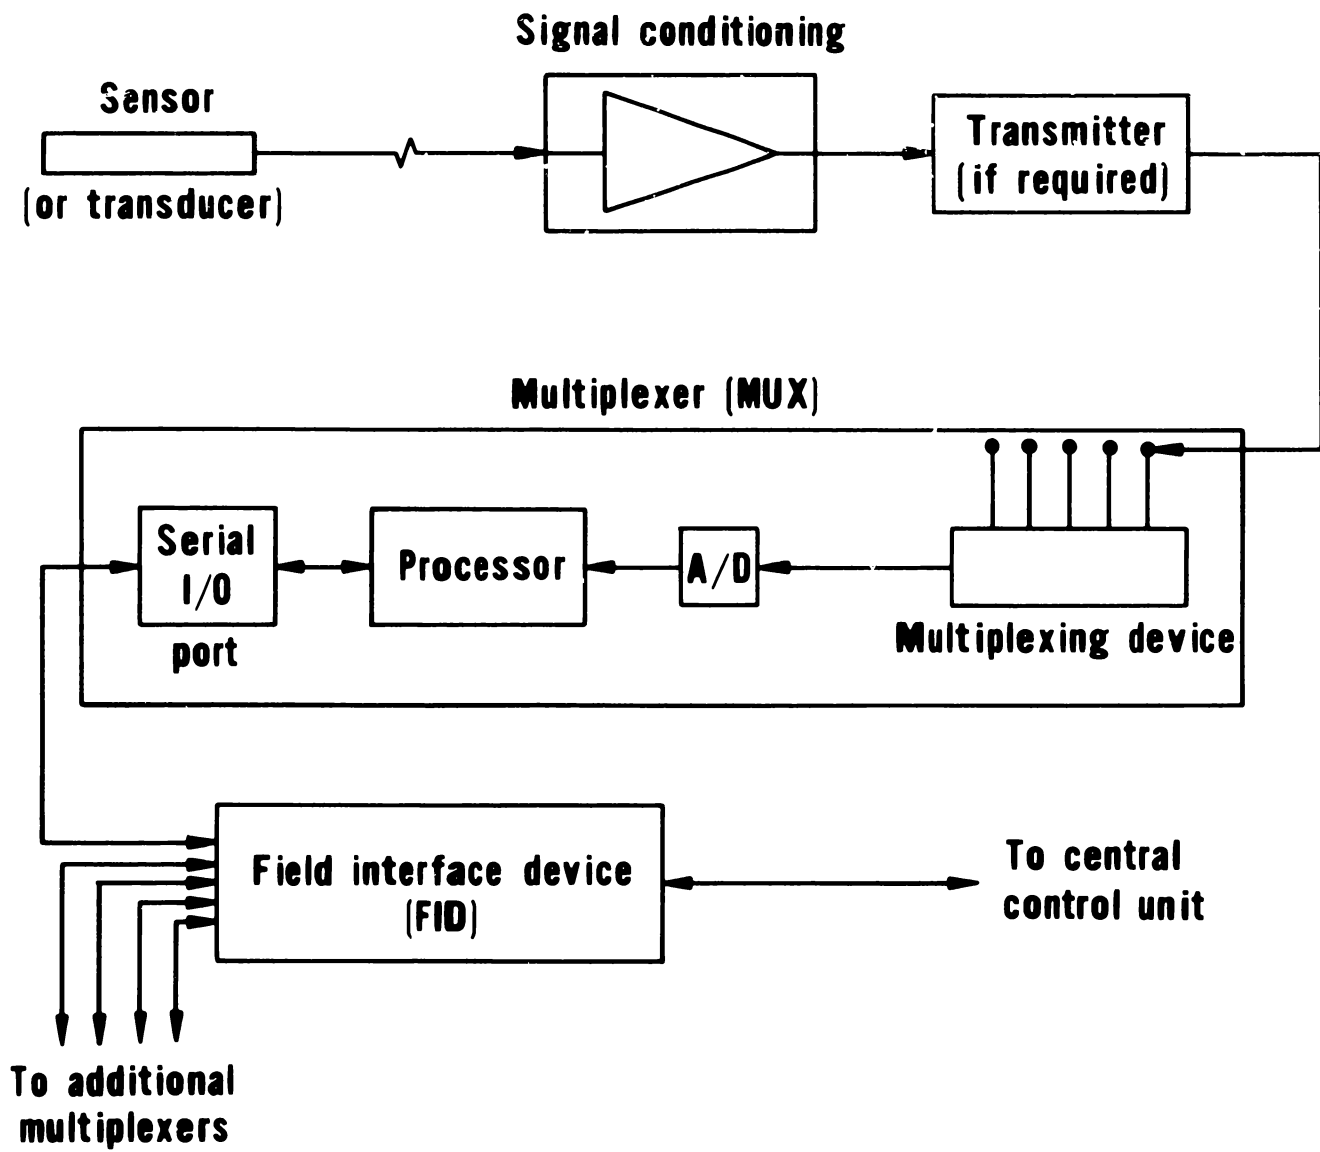 Signal conditioning
Sensor
(or transducer)
Transmitter
(if required)
Multiplexer (MUX)
Serial
I/O
port
Processor
A/D
Multiplexing device
Field interface device
(FID)
To central
control unit
To additional
multiplexers